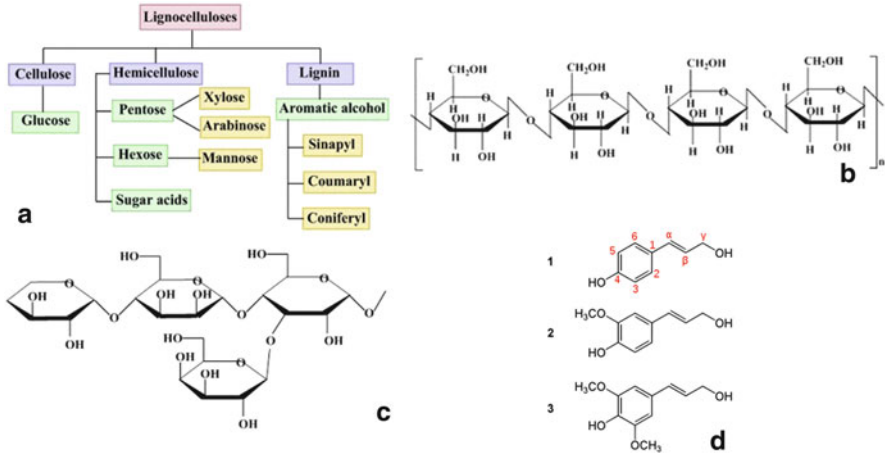 Lignocelluloses
Cellulose Hemicellulose Lignin
Glucose
Pentose Xylose
Arabinose
Hexose Mannose
Sugar acids
Aromatic alcohol
Sinapyl
Coumaryl
Coniferyl
a
CH₂OH CH₂OH CH₂OH CH₂OH
H O H O H O H O
H H H H
O O O
OH H OH H OH H OH H
H H H H
H OH H OH H OH H OH
n
b
HO HO
O O O
OH OH OH O O O
OH
HO O OH
OH O
OH OH
OH
c
1
6 α γ OH
5 1 β
4 2
HO 3
2
H₃CO OH
HO
3
H₃CO OH
HO
OCH₃
d